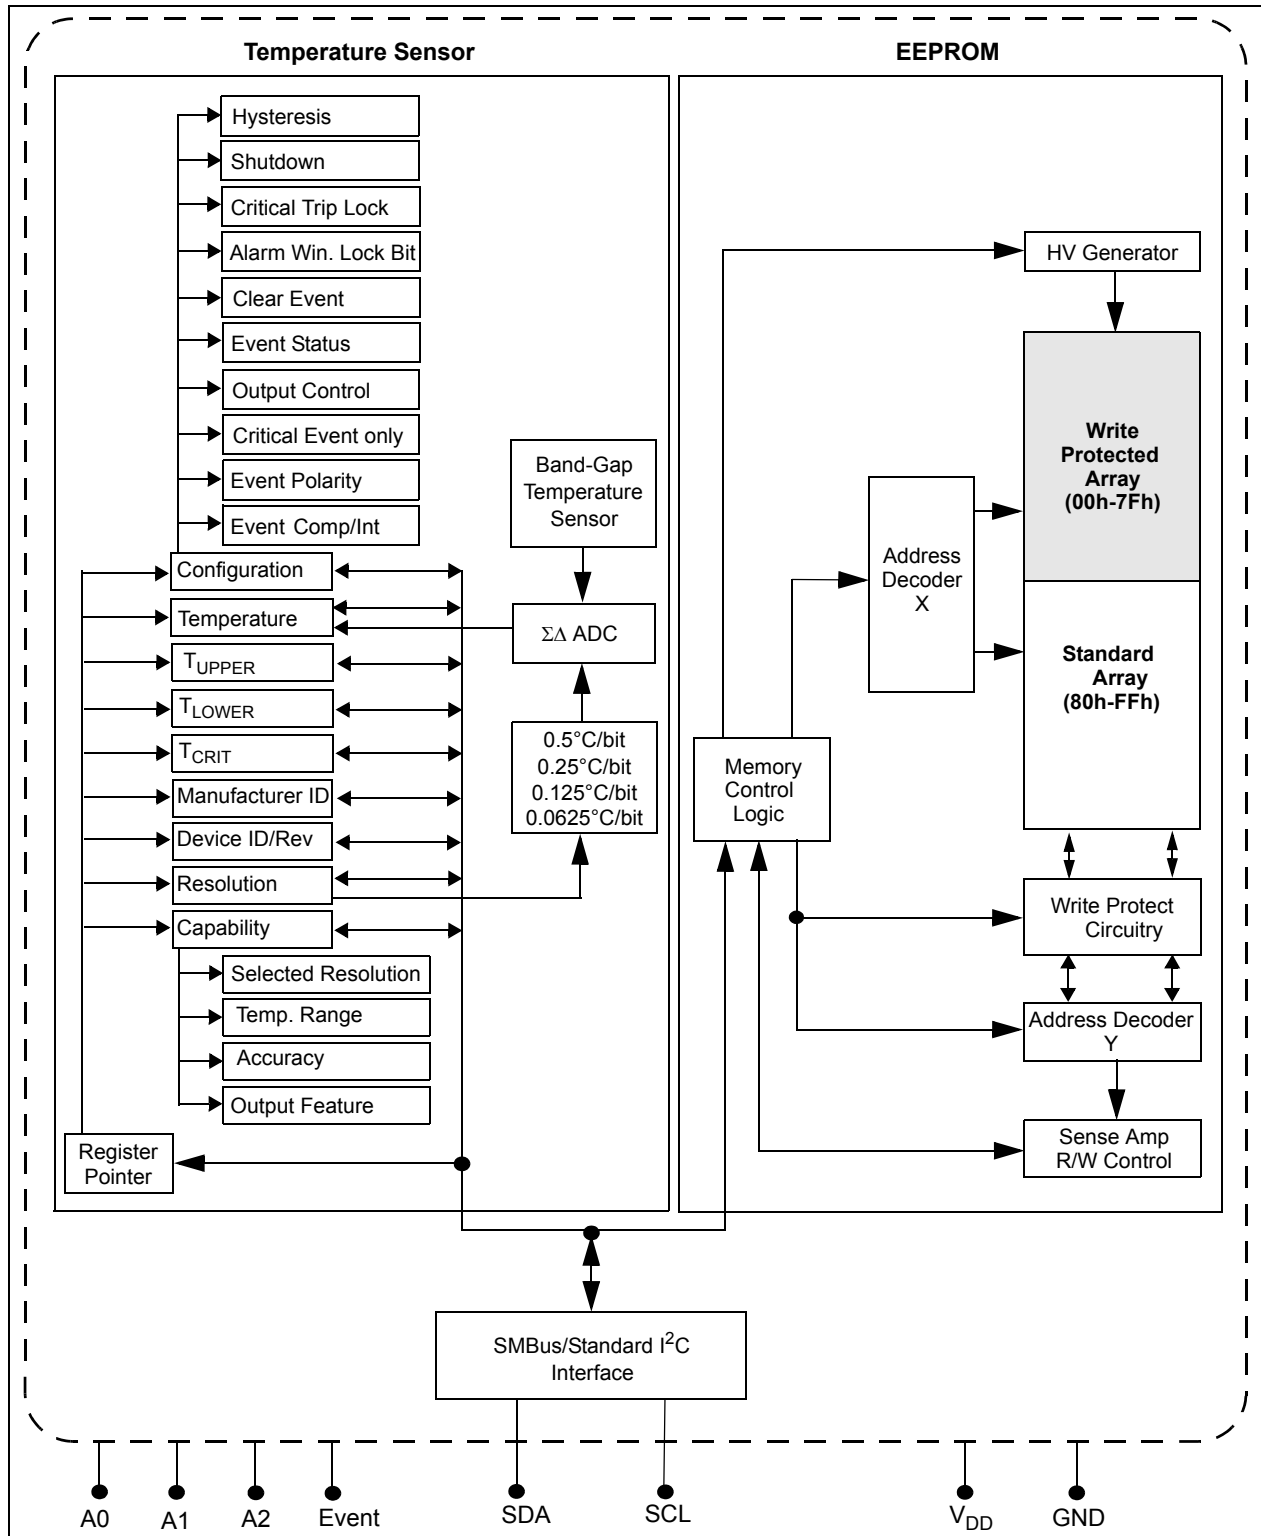 Temperature Sensor
Hysteresis
Shutdown
Critical Trip Lock
Alarm Win. Lock Bit
Clear Event
Event Status
Output Control
Critical Event only
Event Polarity
Event Comp/Int
Configuration
Temperature
TUPPER
TLOWER
TCRIT
Manufacturer ID
Device ID/Rev
Resolution
Capability
Selected Resolution
Temp. Range
Accuracy
Output Feature
Register
Pointer
Band-Gap
Temperature
Sensor
ΣΔ ADC
0.5°C/bit
0.25°C/bit
0.125°C/bit
0.0625°C/bit
EEPROM
HV Generator
Write
Protected
Array
(00h-7Fh)
Address
Decoder
X
Standard
Array
(80h-FFh)
Memory
Control
Logic
Write Protect
Circuitry
Address Decoder
Y
Sense Amp
R/W Control
SMBus/Standard I²C
Interface
A0
A1
A2
Event
SDA
SCL
VDD
GND